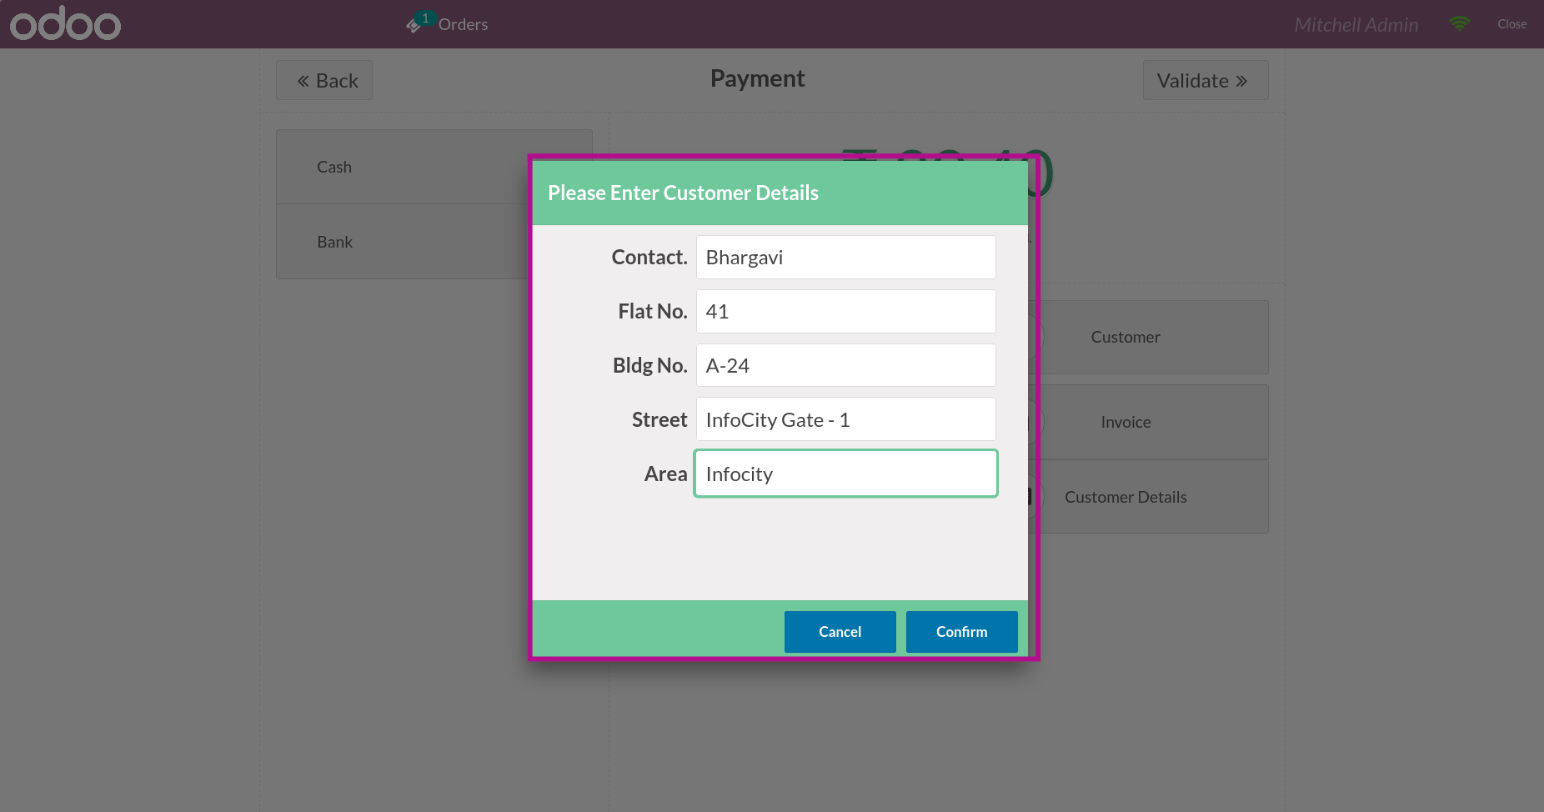 odoo
1 Orders
Mitchell Admin
Close
Back
Payment
Validate
Cash
Bank
Please Enter Customer Details
Contact. Bhargavi
Flat No. 41
Bldg No. A-24
Street InfoCity Gate - 1
Area Infocity
Customer
Invoice
Customer Details
Cancel
Confirm